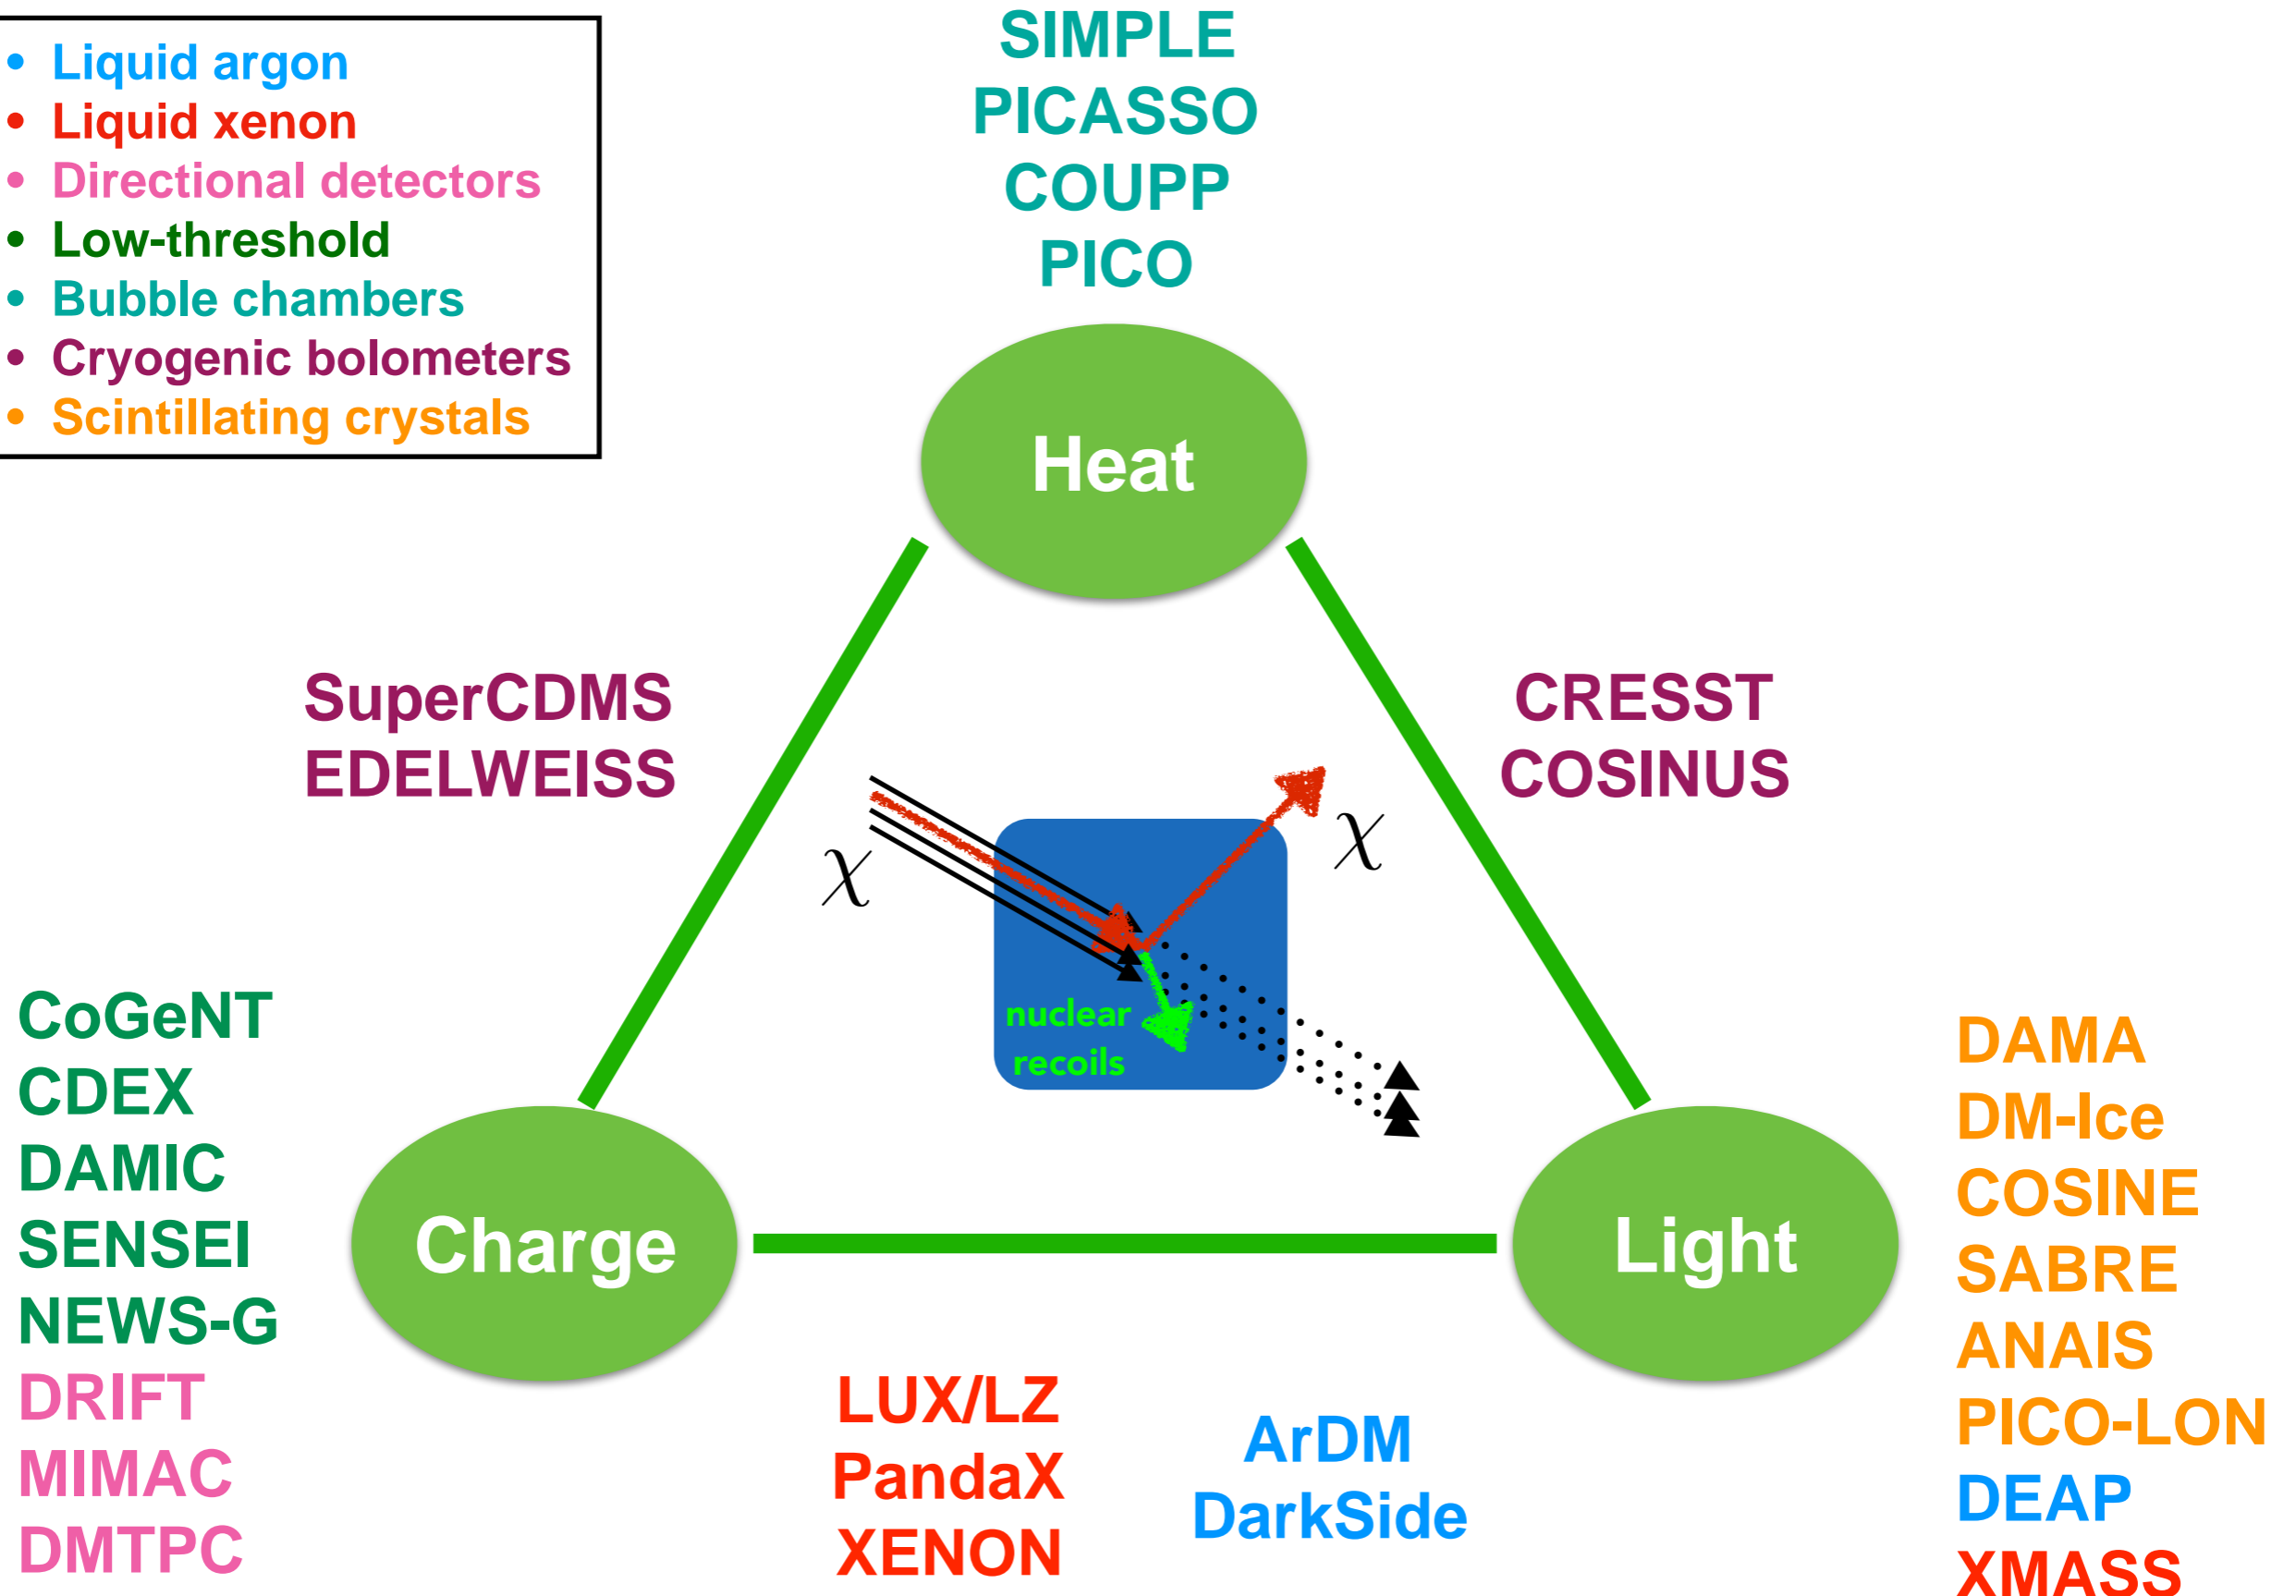 • Liquid argon
• Liquid xenon
• Directional detectors
• Low-threshold
• Bubble chambers
• Cryogenic bolometers
• Scintillating crystals
SIMPLE
PICASSO
COUPP
PICO
Heat
SuperCDMS
EDELWEISS
CRESST
COSINUS
χ
χ
nuclear
recoils
CoGeNT
CDEX
DAMIC
SENSEI
NEWS-G
DRIFT
MIMAC
DMTPC
Charge
Light
DAMA
DM-Ice
COSINE
SABRE
ANAIS
PICO-LON
DEAP
XMASS
LUX/LZ
PandaX
XENON
ArDM
DarkSide